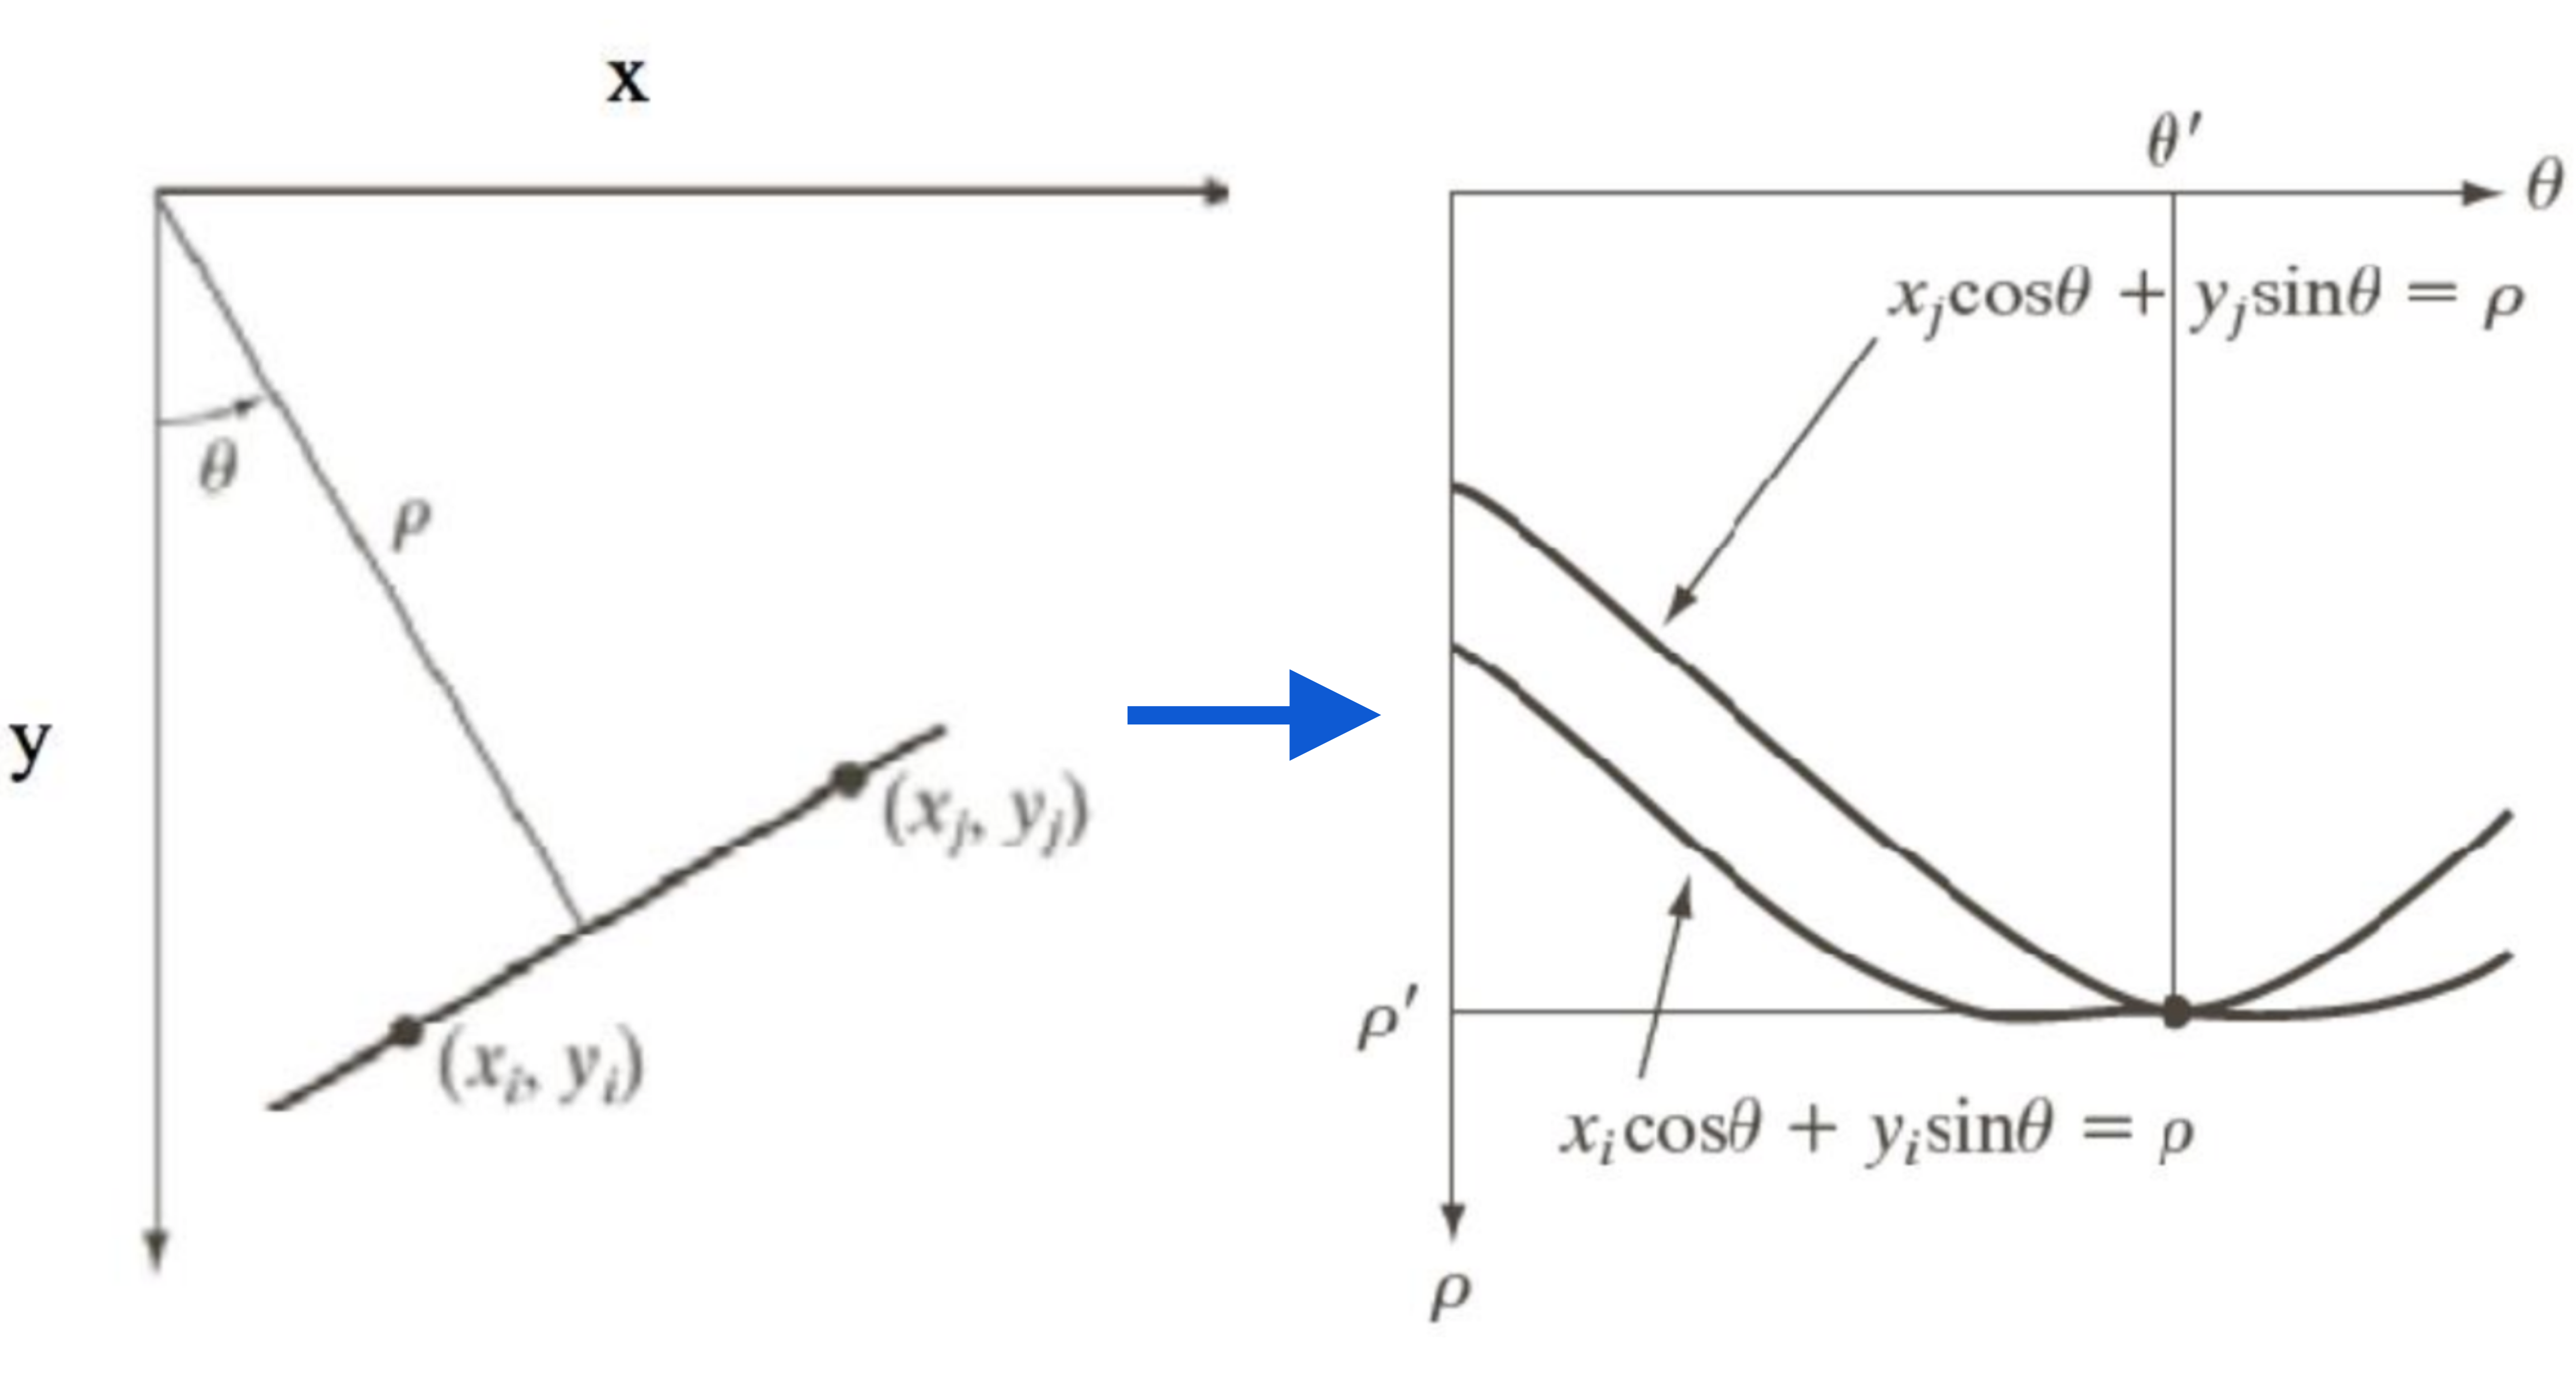 x
y
θ
ρ
(xⱼ, yⱼ)
(xᵢ, yᵢ)
θ′
θ
xⱼcosθ + yⱼsinθ = ρ
ρ′
xᵢcosθ + yᵢsinθ = ρ
ρ